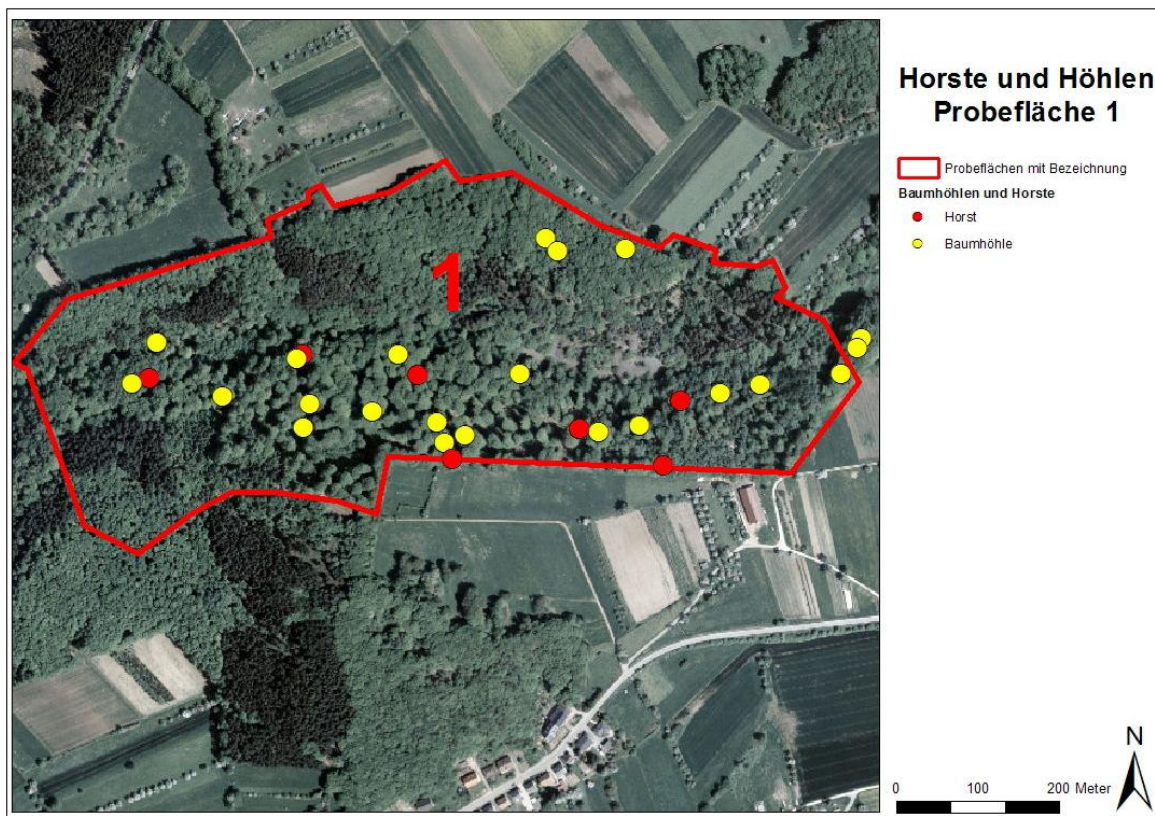 Horste und Höhlen
Probefläche 1
Probeflächen mit Bezeichnung
Baumhöhlen und Horste
Horst
Baumhöhle
1
N
0 100 200 Meter